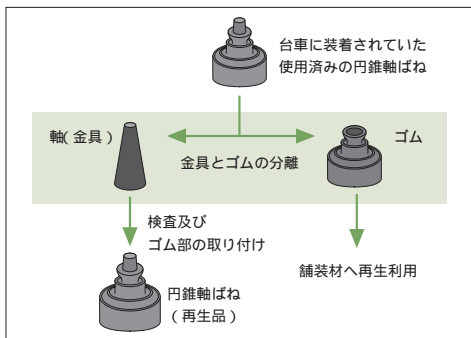 台車に装着されていた
使用済みの円錐軸ばね
軸(金具)
ゴム
金具とゴムの分離
検査及び
ゴム部の取り付け
舗装材へ再生利用
円錐軸ばね
(再生品)